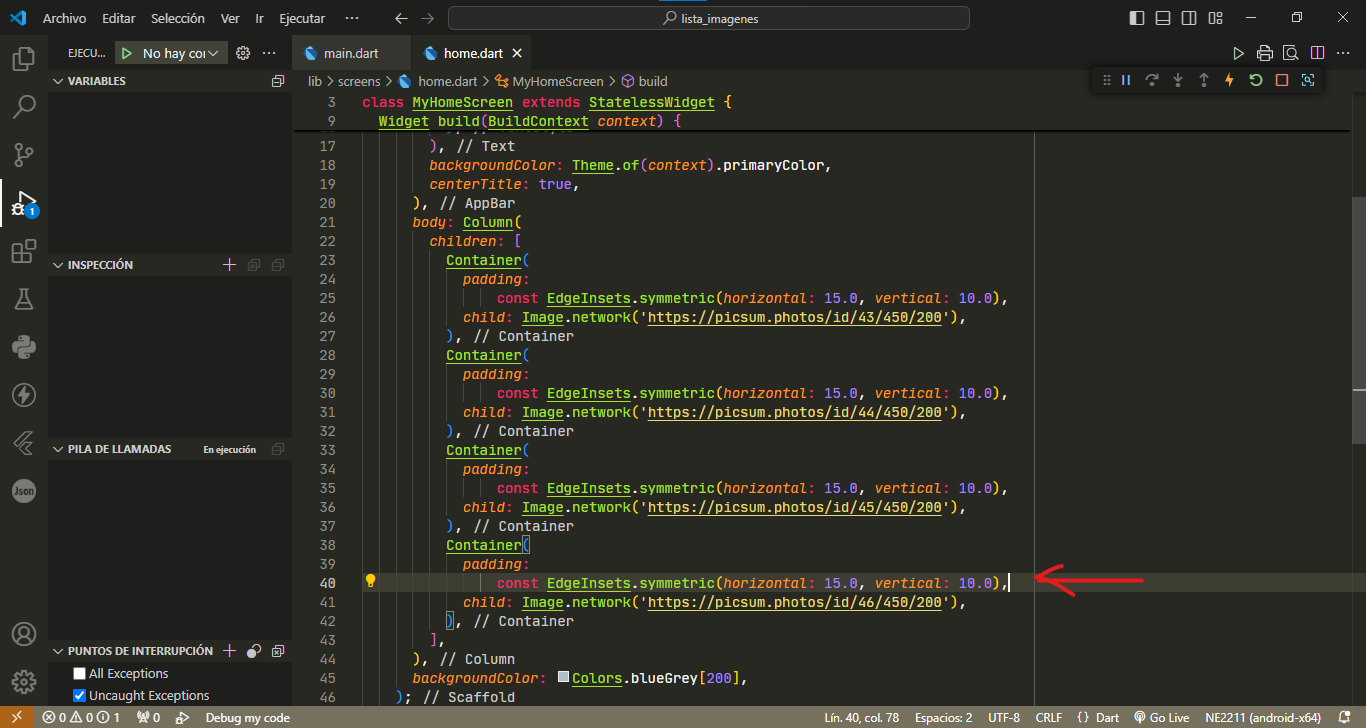 Archivo Editar Selección Ver Ir Ejecutar ··· lista_imagenes
EJECU... No hay cor
VARIABLES
INSPECCIÓN
PILA DE LLAMADAS En ejecución
PUNTOS DE INTERRUPCIÓN
All Exceptions
Uncaught Exceptions
1
Json
main.dart home.dart
lib > screens > home.dart > MyHomeScreen > build
3 class MyHomeScreen extends StatelessWidget {
9 Widget build(BuildContext context) {
17 ), // Text
18 backgroundColor: Theme.of(context).primaryColor,
19 centerTitle: true,
20 ), // AppBar
21 body: Column(
22 children: [
23 Container(
24 padding:
25 const EdgeInsets.symmetric(horizontal: 15.0, vertical: 10.0),
26 child: Image.network('https://picsum.photos/id/43/450/200'),
27 ), // Container
28 Container(
29 padding:
30 const EdgeInsets.symmetric(horizontal: 15.0, vertical: 10.0),
31 child: Image.network('https://picsum.photos/id/44/450/200'),
32 ), // Container
33 Container(
34 padding:
35 const EdgeInsets.symmetric(horizontal: 15.0, vertical: 10.0),
36 child: Image.network('https://picsum.photos/id/45/450/200'),
37 ), // Container
38 Container(
39 padding:
40 const EdgeInsets.symmetric(horizontal: 15.0, vertical: 10.0),
41 child: Image.network('https://picsum.photos/id/46/450/200'),
42 ), // Container
43 ],
44 ), // Column
45 backgroundColor: Colors.blueGrey[200],
46 ); // Scaffold
0 0 1 0 Debug my code Lín. 40, col. 78 Espacios: 2 UTF-8 CRLF {} Dart Go Live NE2211 (android-x64)